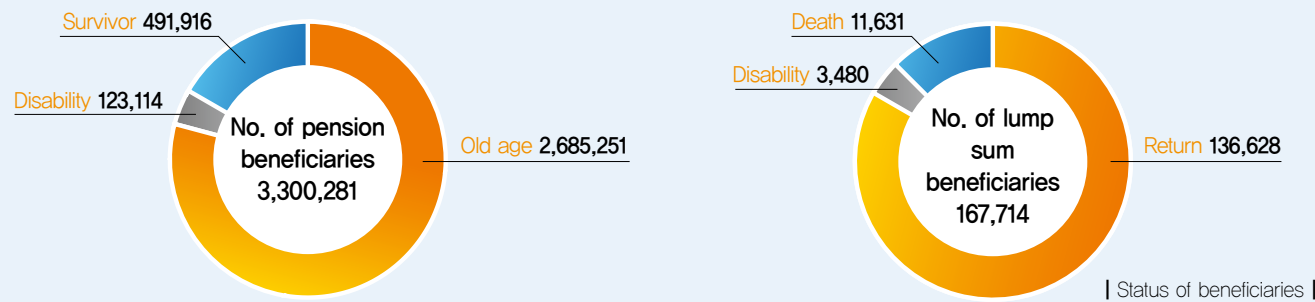 Survivor 491,916
Disability 123,114
No. of pension
beneficiaries
3,300,281
Old age 2,685,251
Death 11,631
Disability 3,480
No. of lump
sum
beneficiaries
167,714
Return 136,628
| Status of beneficiaries |